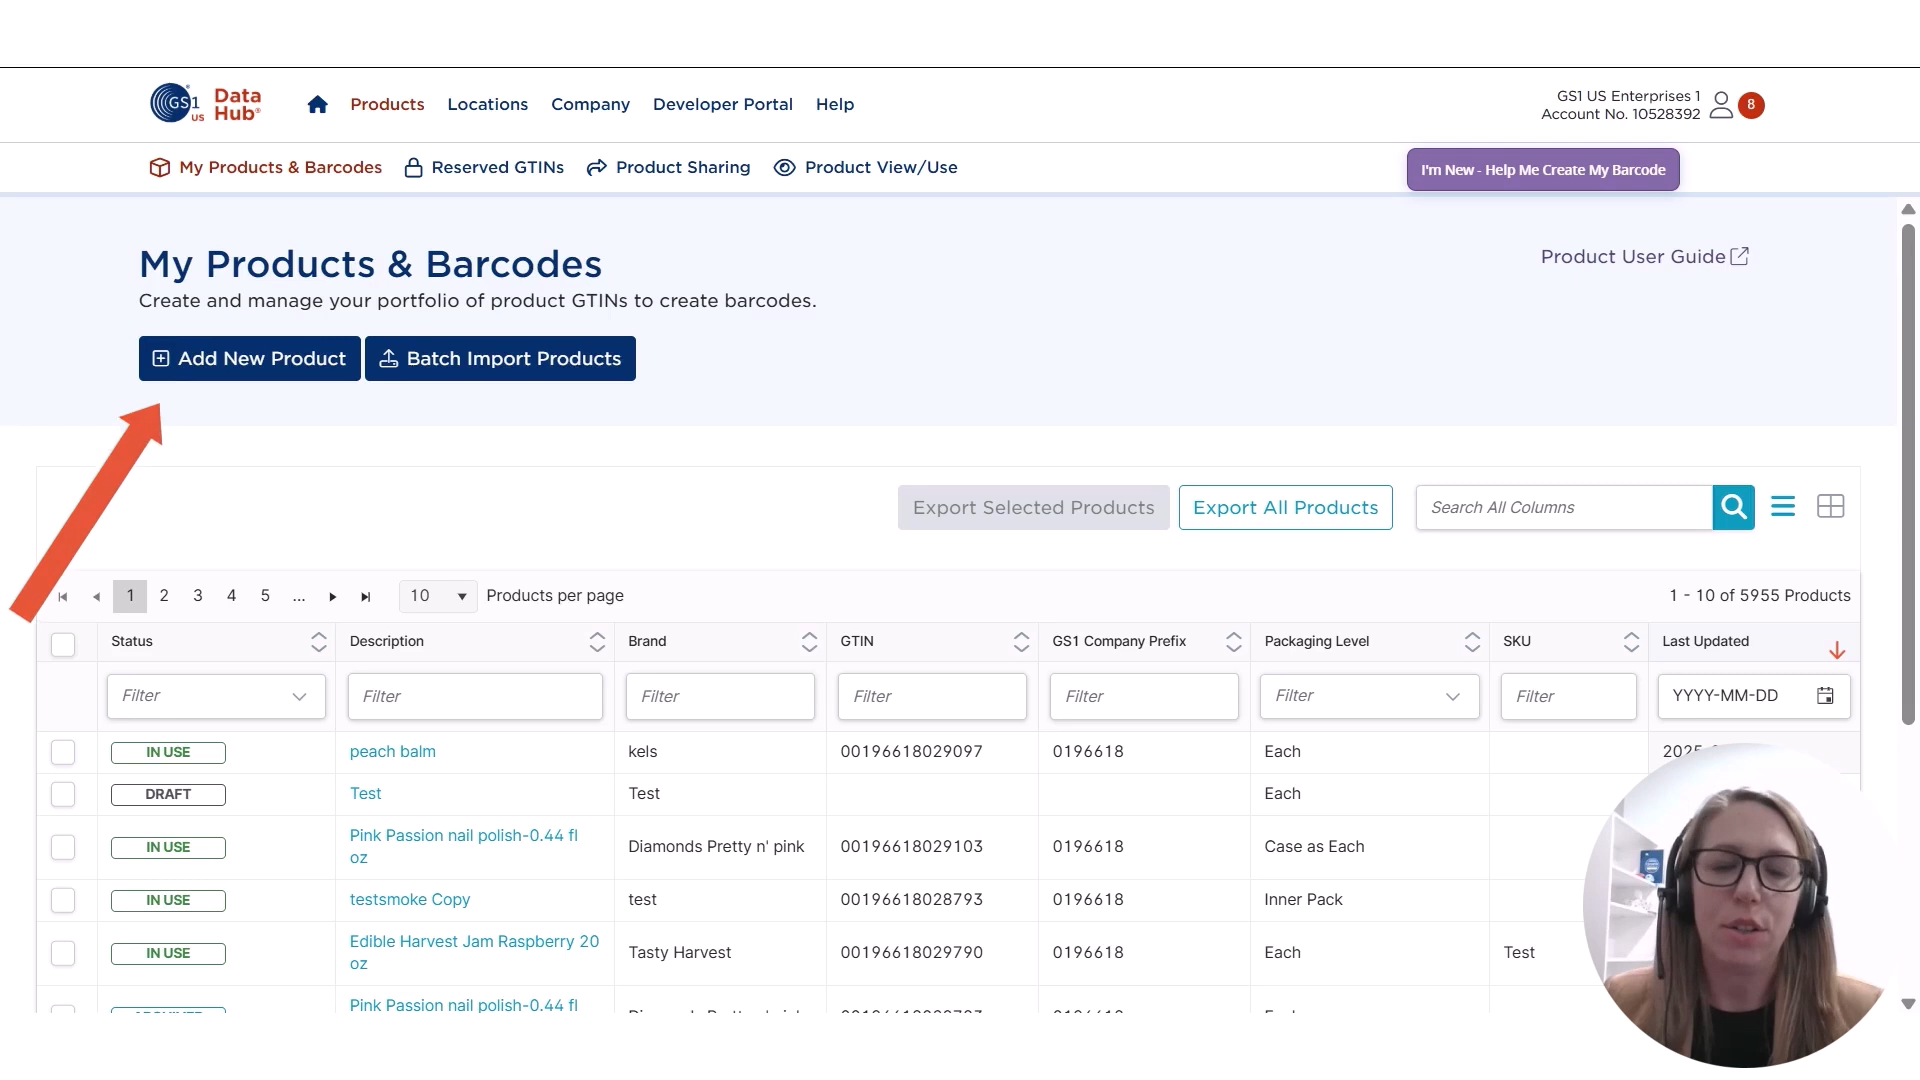 GS1 US
Data Hub®
Products
Locations
Company
Developer Portal
Help
GS1 US Enterprises 1
Account No. 10528392
8
My Products & Barcodes
Reserved GTINs
Product Sharing
Product View/Use
I'm New - Help Me Create My Barcode
My Products & Barcodes
Product User Guide
Create and manage your portfolio of product GTINs to create barcodes.
Add New Product
Batch Import Products
Export Selected Products
Export All Products
Search All Columns
1 2 3 4 5 ...
10
Products per page
1 - 10 of 5955 Products
Status Description Brand GTIN GS1 Company Prefix Packaging Level SKU Last Updated
Filter Filter Filter Filter Filter Filter Filter YYYY-MM-DD
IN USE peach balm kels 00196618029097 0196618 Each
DRAFT Test Test Each
IN USE Pink Passion nail polish-0.44 fl oz Diamonds Pretty n' pink 00196618029103 0196618 Case as Each
IN USE testsmoke Copy test 00196618028793 0196618 Inner Pack
IN USE Edible Harvest Jam Raspberry 20 oz Tasty Harvest 00196618029790 0196618 Each Test
Pink Passion nail polish-0.44 fl